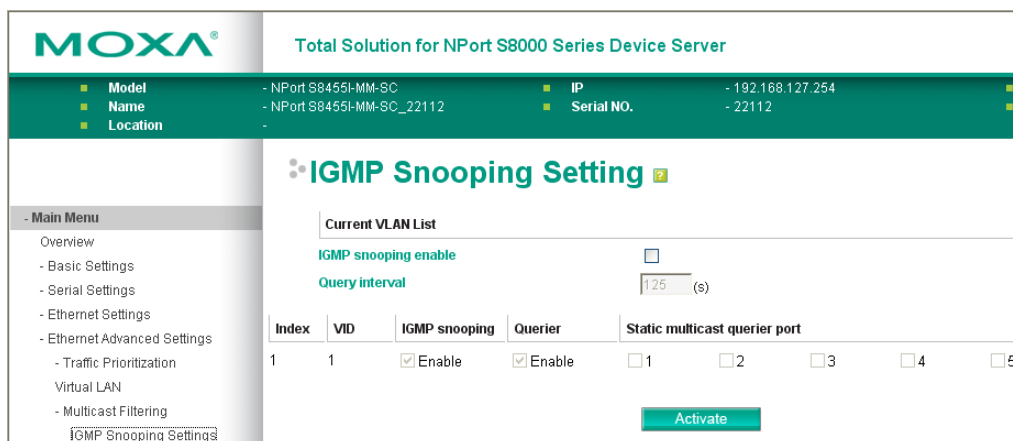 MOXA®
Total Solution for NPort S8000 Series Device Server
Model - NPort S8455I-MM-SC IP - 192.168.127.254
Name - NPort S8455I-MM-SC_22112 Serial NO. - 22112
Location -
IGMP Snooping Setting ?
- Main Menu
Overview
- Basic Settings
- Serial Settings
- Ethernet Settings
- Ethernet Advanced Settings
- Traffic Prioritization
Virtual LAN
- Multicast Filtering
IGMP Snooping Settings
Current VLAN List
IGMP snooping enable
Query interval 125 (s)
Index VID IGMP snooping Querier Static multicast querier port
1 1 Enable Enable 1 2 3 4 5
Activate